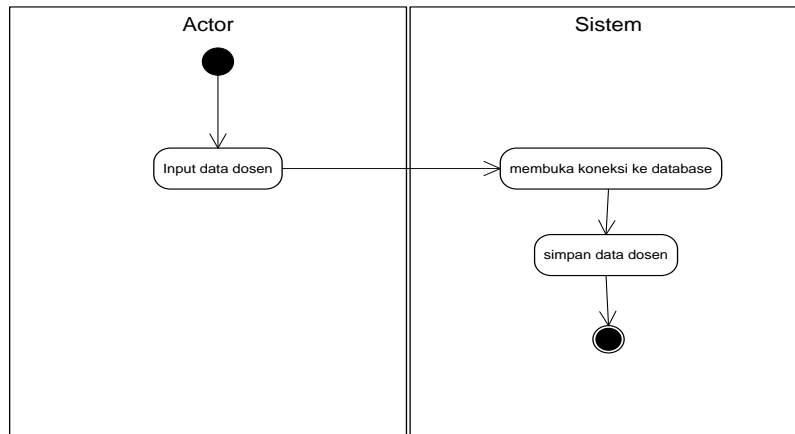 Actor
Sistem
Input data dosen
membuka koneksi ke database
simpan data dosen